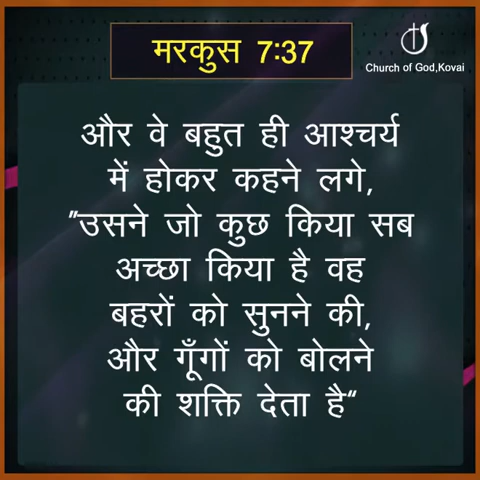 मरकुस 7:37
Church of God,Kovai
और वे बहुत ही आश्चर्य
में होकर कहने लगे,
"उसने जो कुछ किया सब
अच्छा किया है वह
बहरों को सुनने की,
और गूँगों को बोलने
की शक्ति देता है"